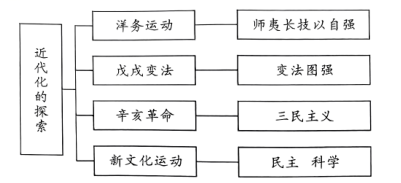 近代化的探索
洋务运动
师夷长技以自强
戊戌变法
变法图强
辛亥革命
三民主义
新文化运动
民主 科学